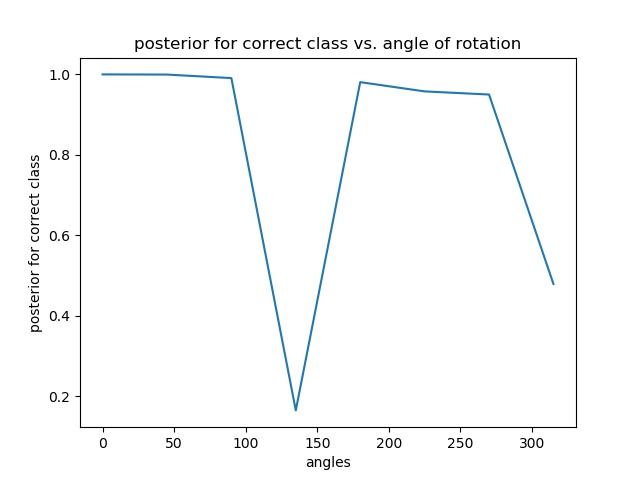 posterior for correct class vs. angle of rotation
1.0
0.8
0.6
0.4
0.2
posterior for correct class
0 50 100 150 200 250 300
angles